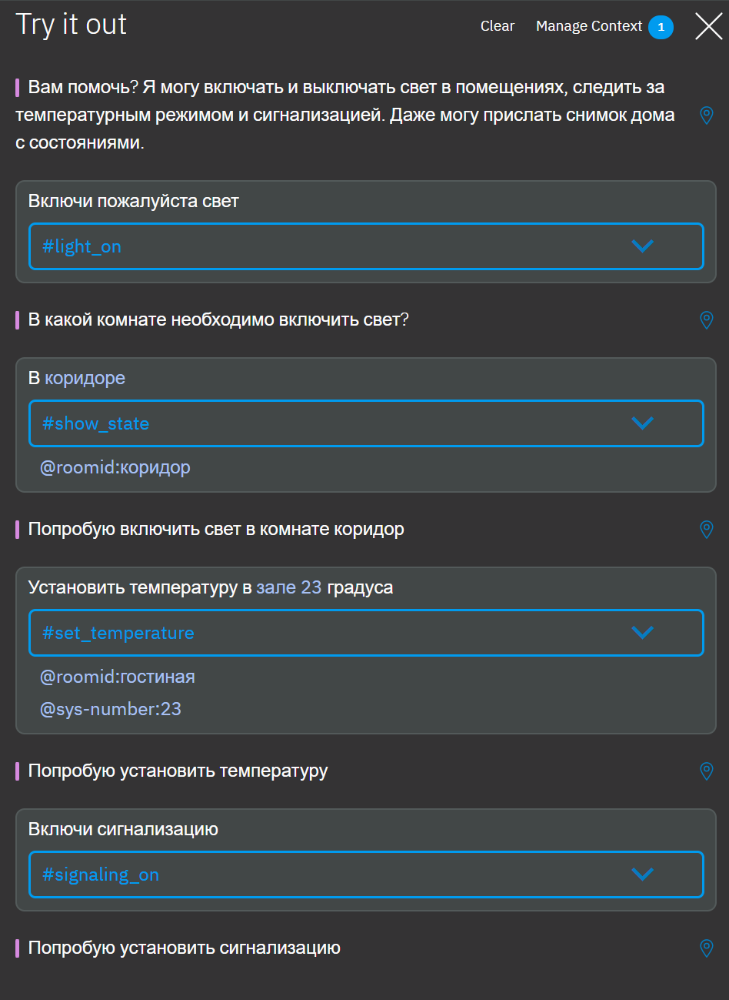 Try it out
Clear
Manage Context
1
Вам помочь? Я могу включать и выключать свет в помещениях, следить за
температурным режимом и сигнализацией. Даже могу прислать снимок дома
с состояниями.
Включи пожалуйста свет
#light_on
В какой комнате необходимо включить свет?
В коридоре
#show_state
@roomid:коридор
Попробую включить свет в комнате коридор
Установить температуру в зале 23 градуса
#set_temperature
@roomid:гостиная
@sys-number:23
Попробую установить температуру
Включи сигнализацию
#signaling_on
Попробую установить сигнализацию